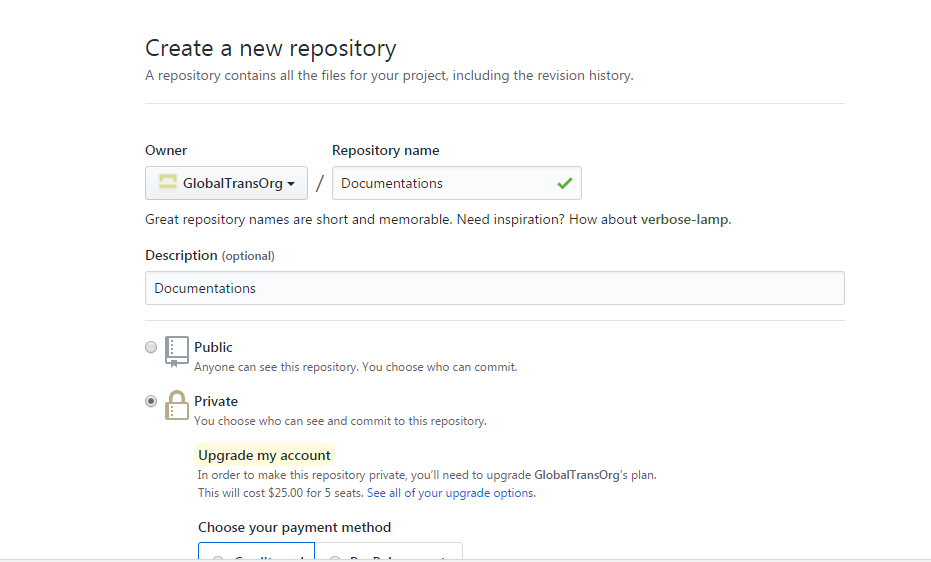 Create a new repository
A repository contains all the files for your project, including the revision history.
Owner Repository name
GlobalTransOrg / Documentations
Great repository names are short and memorable. Need inspiration? How about verbose-lamp.
Description (optional)
Documentations
Public
Anyone can see this repository. You choose who can commit.
Private
You choose who can see and commit to this repository.
Upgrade my account
In order to make this repository private, you’ll need to upgrade GlobalTransOrg's plan.
This will cost $25.00 for 5 seats. See all of your upgrade options.
Choose your payment method